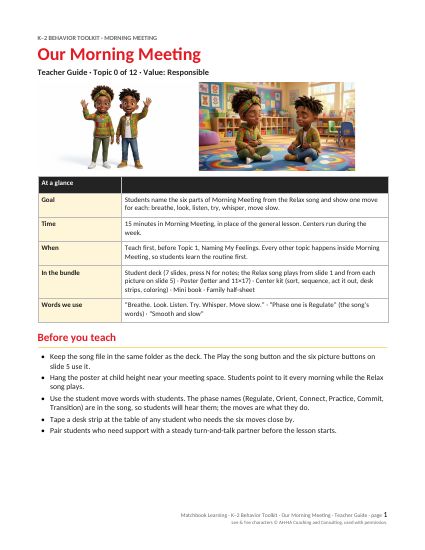 K–2 BEHAVIOR TOOLKIT · MORNING MEETING
Our Morning Meeting
Teacher Guide · Topic 0 of 12 · Value: Responsible
At a glance
Goal
Students name the six parts of Morning Meeting from the Relax song and show one move
for each: breathe, look, listen, try, whisper, move slow.
Time
15 minutes in Morning Meeting, in place of the general lesson. Centers run during the
week.
When
Teach first, before Topic 1, Naming My Feelings. Every other topic happens inside Morning
Meeting, so students learn the routine first.
In the bundle
Student deck (7 slides, press N for notes; the Relax song plays from slide 1 and from each
picture on slide 5) · Poster (letter and 11×17) · Center kit (sort, sequence, act it out, desk
strips, coloring) · Mini book · Family half-sheet
Words we use
"Breathe. Look. Listen. Try. Whisper. Move slow." · "Phase one is Regulate" (the song's
words) · "Smooth and slow"
Before you teach
• Keep the song file in the same folder as the deck. The Play the song button and the six picture buttons on
slide 5 use it.
• Hang the poster at child height near your meeting space. Students point to it every morning while the Relax
song plays.
• Use the student move words with students. The phase names (Regulate, Orient, Connect, Practice, Commit,
Transition) are in the song, so students will hear them; the moves are what they do.
• Tape a desk strip at the table of any student who needs the six moves close by.
• Pair students who need support with a steady turn-and-talk partner before the lesson starts.
Matchbook Learning · K–2 Behavior Toolkit · Our Morning Meeting · Teacher Guide · page 1